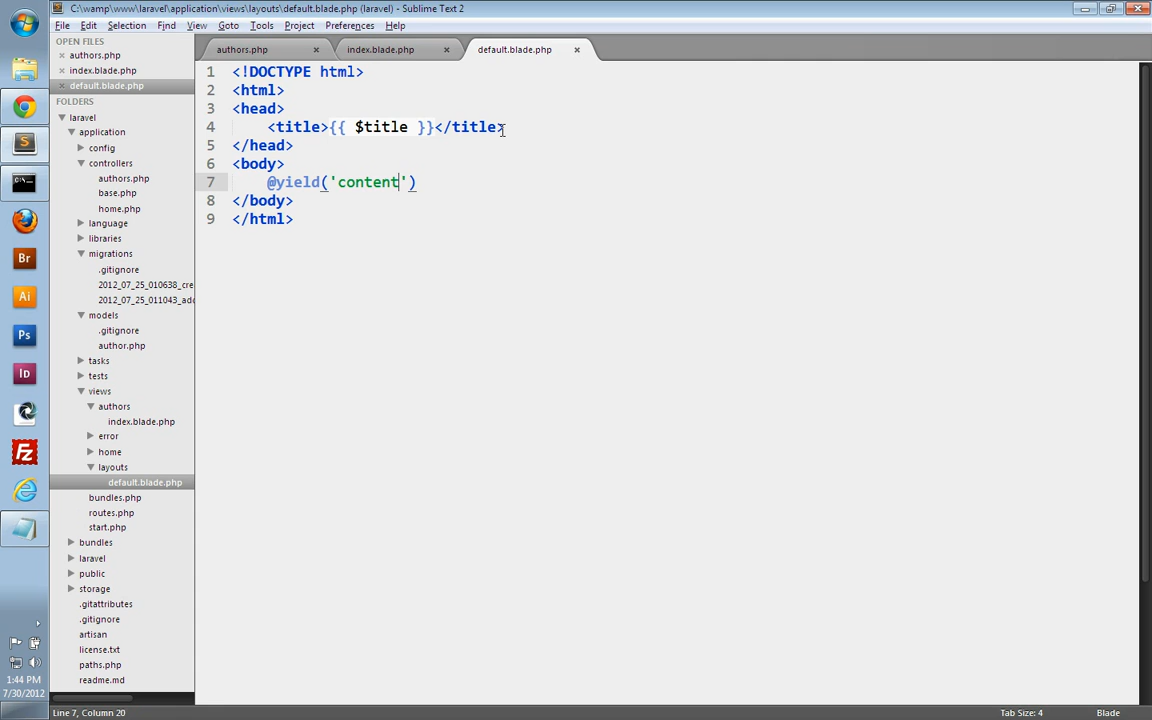 C:\wamp\www\laravel\application\views\layouts\default.blade.php (laravel) - Sublime Text 2
File Edit Selection Find View Goto Tools Project Preferences Help
OPEN FILES
authors.php
index.blade.php
default.blade.php
FOLDERS
laravel
application
config
controllers
authors.php
base.php
home.php
language
libraries
migrations
.gitignore
2012_07_25_010638_cre
2012_07_25_011043_add
models
.gitignore
author.php
tasks
tests
views
authors
index.blade.php
error
home
layouts
default.blade.php
bundles.php
routes.php
start.php
bundles
laravel
public
storage
.gitattributes
.gitignore
artisan
license.txt
paths.php
readme.md
authors.php index.blade.php default.blade.php
1 <!DOCTYPE html>
2 <html>
3 <head>
4 <title>{{ $title }}</title>
5 </head>
6 <body>
7 @yield('content')
8 </body>
9 </html>
Br
Ai
Ps
Id
Fz
1:44 PM
7/30/2012
Line 7, Column 20 Tab Size: 4 Blade